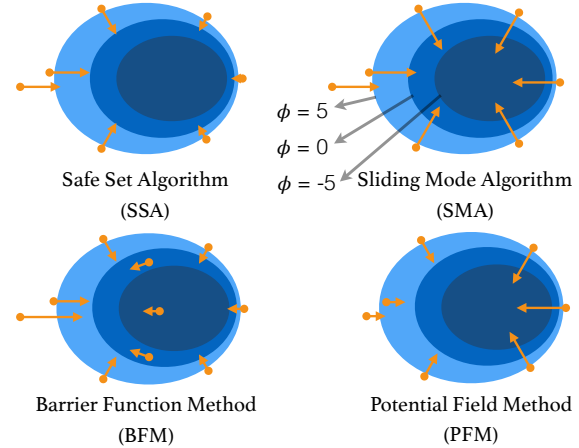 ϕ = 5
ϕ = 0
ϕ = -5
Safe Set Algorithm
(SSA)
Sliding Mode Algorithm
(SMA)
Barrier Function Method
(BFM)
Potential Field Method
(PFM)